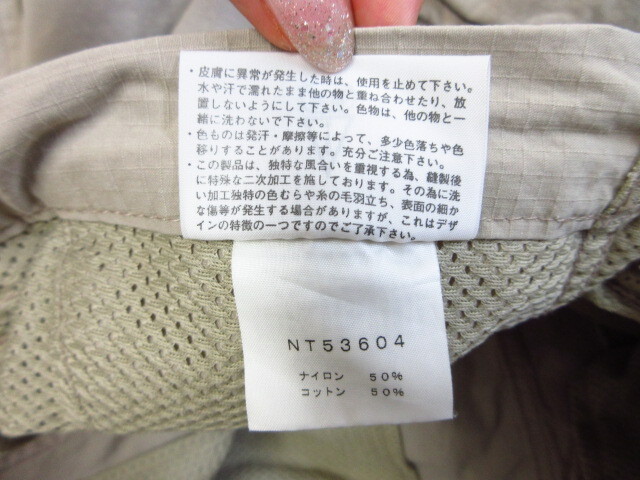 ・皮膚に異常が発生した時は、使用を止めて下さい。
水や汗で濡れたまま他の物と重ね合わせたり、放
置しないようにして下さい。色物は、他の物と一
緒に洗わないで下さい。
・色ものは発汗・摩擦等によって、多少色落ちや色
移りすることがあります。充分ご注意下さい。
・この製品は、独特な風合いを重視する為、縫製後
に特殊な二次加工を施しております。その為に洗
い加工独特の色むらや糸の毛羽立ち、表面の細か
な傷等が発生する場合がありますが、これはデザ
インの特徴の一つですのでご了承下さい。
NT53604
ナイロン 50%
コットン 50%